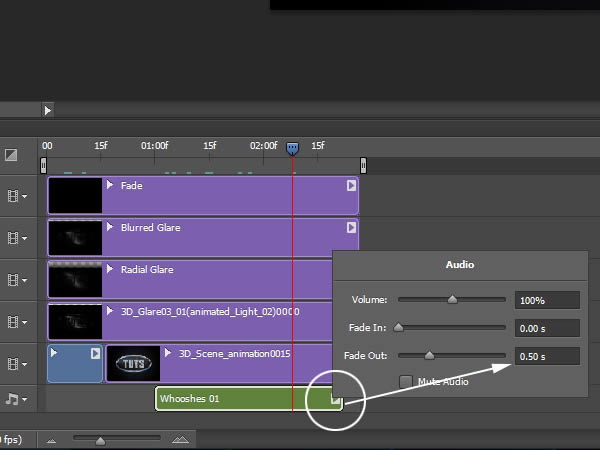 00 15f 01:00f 15f 02:00f 15f
Fade
Blurred Glare
Radial Glare
3D_Glare03_01(animated_Light_02)0000
TUTS 3D_Scene_animation0015
Whooshes 01
Audio
Volume: 100%
Fade In: 0.00 s
Fade Out: 0.50 s
Mute Audio
0 fps)